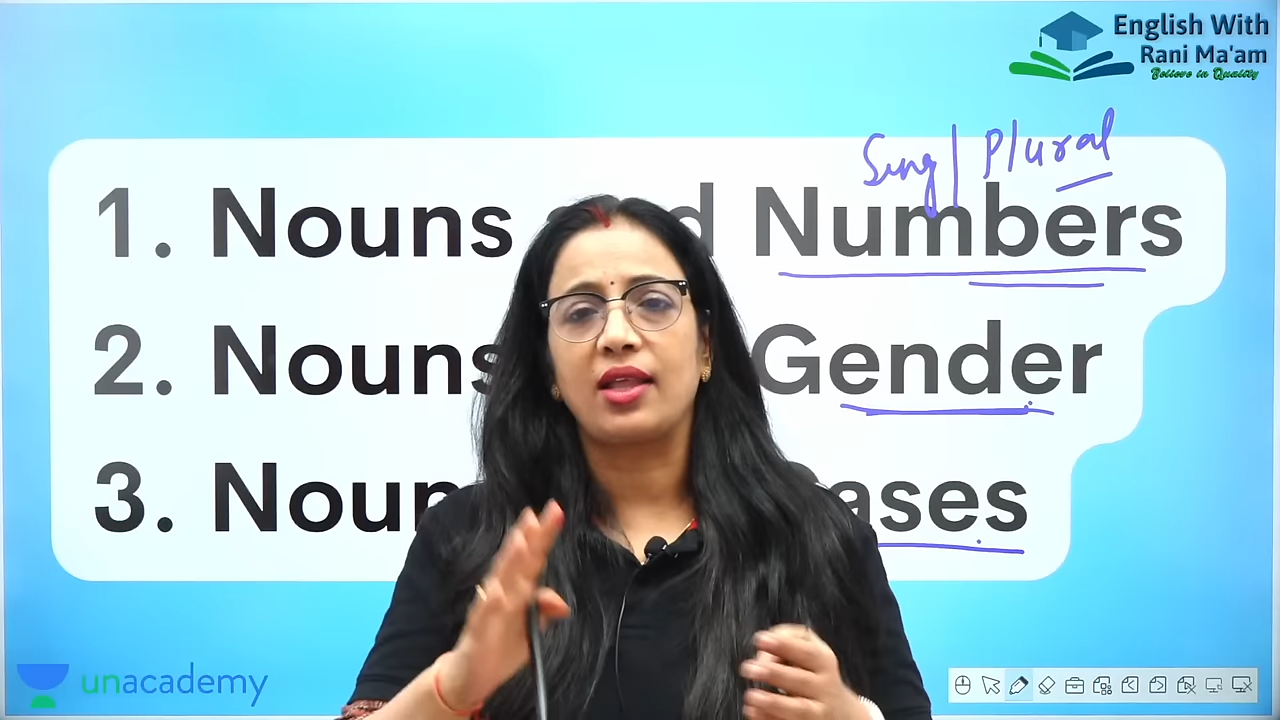 English With
Rani Ma'am
Believe in Quality
Sing | Plural
1. Nouns and Numbers
2. Nouns Gender
3. Noun ases
unacademy